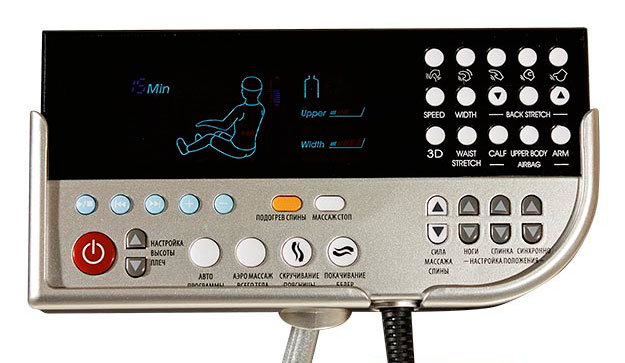 15 Min
Upper
Width
SPEED WIDTH BACK STRETCH
3D WAIST STRETCH CALF UPPER BODY ARM
AIRBAG
ПОДОГРЕВ СПИНЫ МАССАЖ СТОП
НАСТРОЙКА
ВЫСОТЫ
ПЛЕЧ
АВТО
ПРОГРАММЫ
АЭРО МАССАЖ
ВСЕГО ТЕЛА
СКРУЧИВАНИЕ
ПОЯСНИЦЫ
ПОКАЧИВАНИЕ
БЕДЕР
СИЛА
МАССАЖА
СПИНЫ
НОГИ СПИНКА СИНХРОННО
НАСТРОЙКА ПОЛОЖЕНИЯ